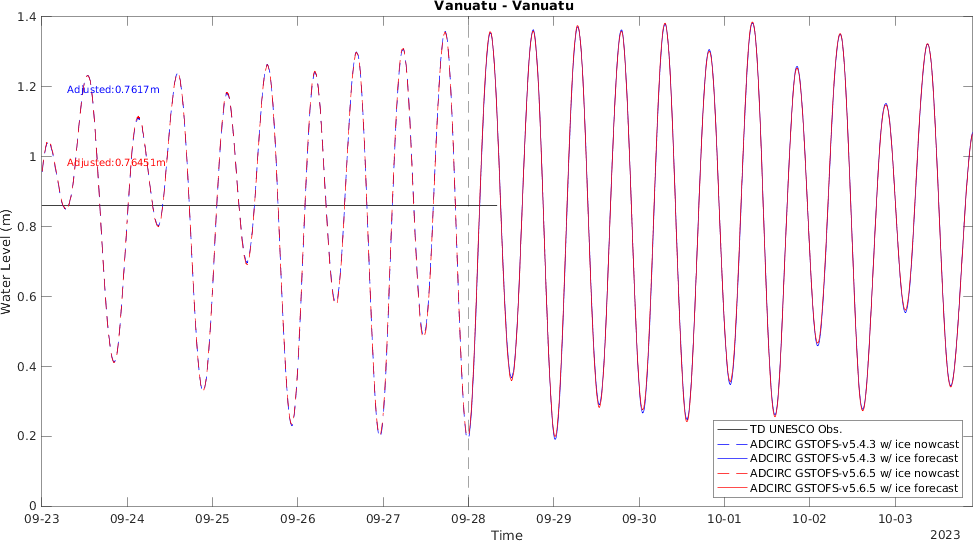 Vanuatu - Vanuatu
1.4
1.2
1
0.8
0.6
0.4
0.2
0
Water Level (m)
Adjusted:0.7617m
Adjusted:0.76451m
TD UNESCO Obs.
ADCIRC GSTOFS-v5.4.3 w/ ice nowcast
ADCIRC GSTOFS-v5.4.3 w/ ice forecast
ADCIRC GSTOFS-v5.6.5 w/ ice nowcast
ADCIRC GSTOFS-v5.6.5 w/ ice forecast
09-23 09-24 09-25 09-26 09-27 09-28 09-29 09-30 10-01 10-02 10-03
Time
2023